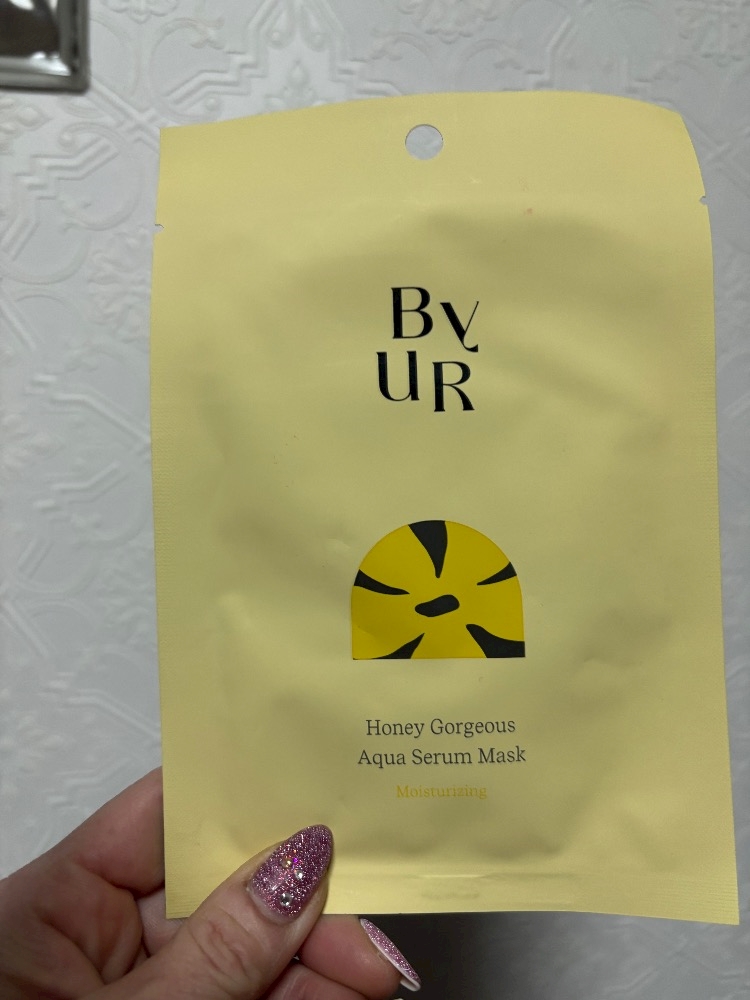 By
UR
Honey Gorgeous
Aqua Serum Mask
Moisturizing